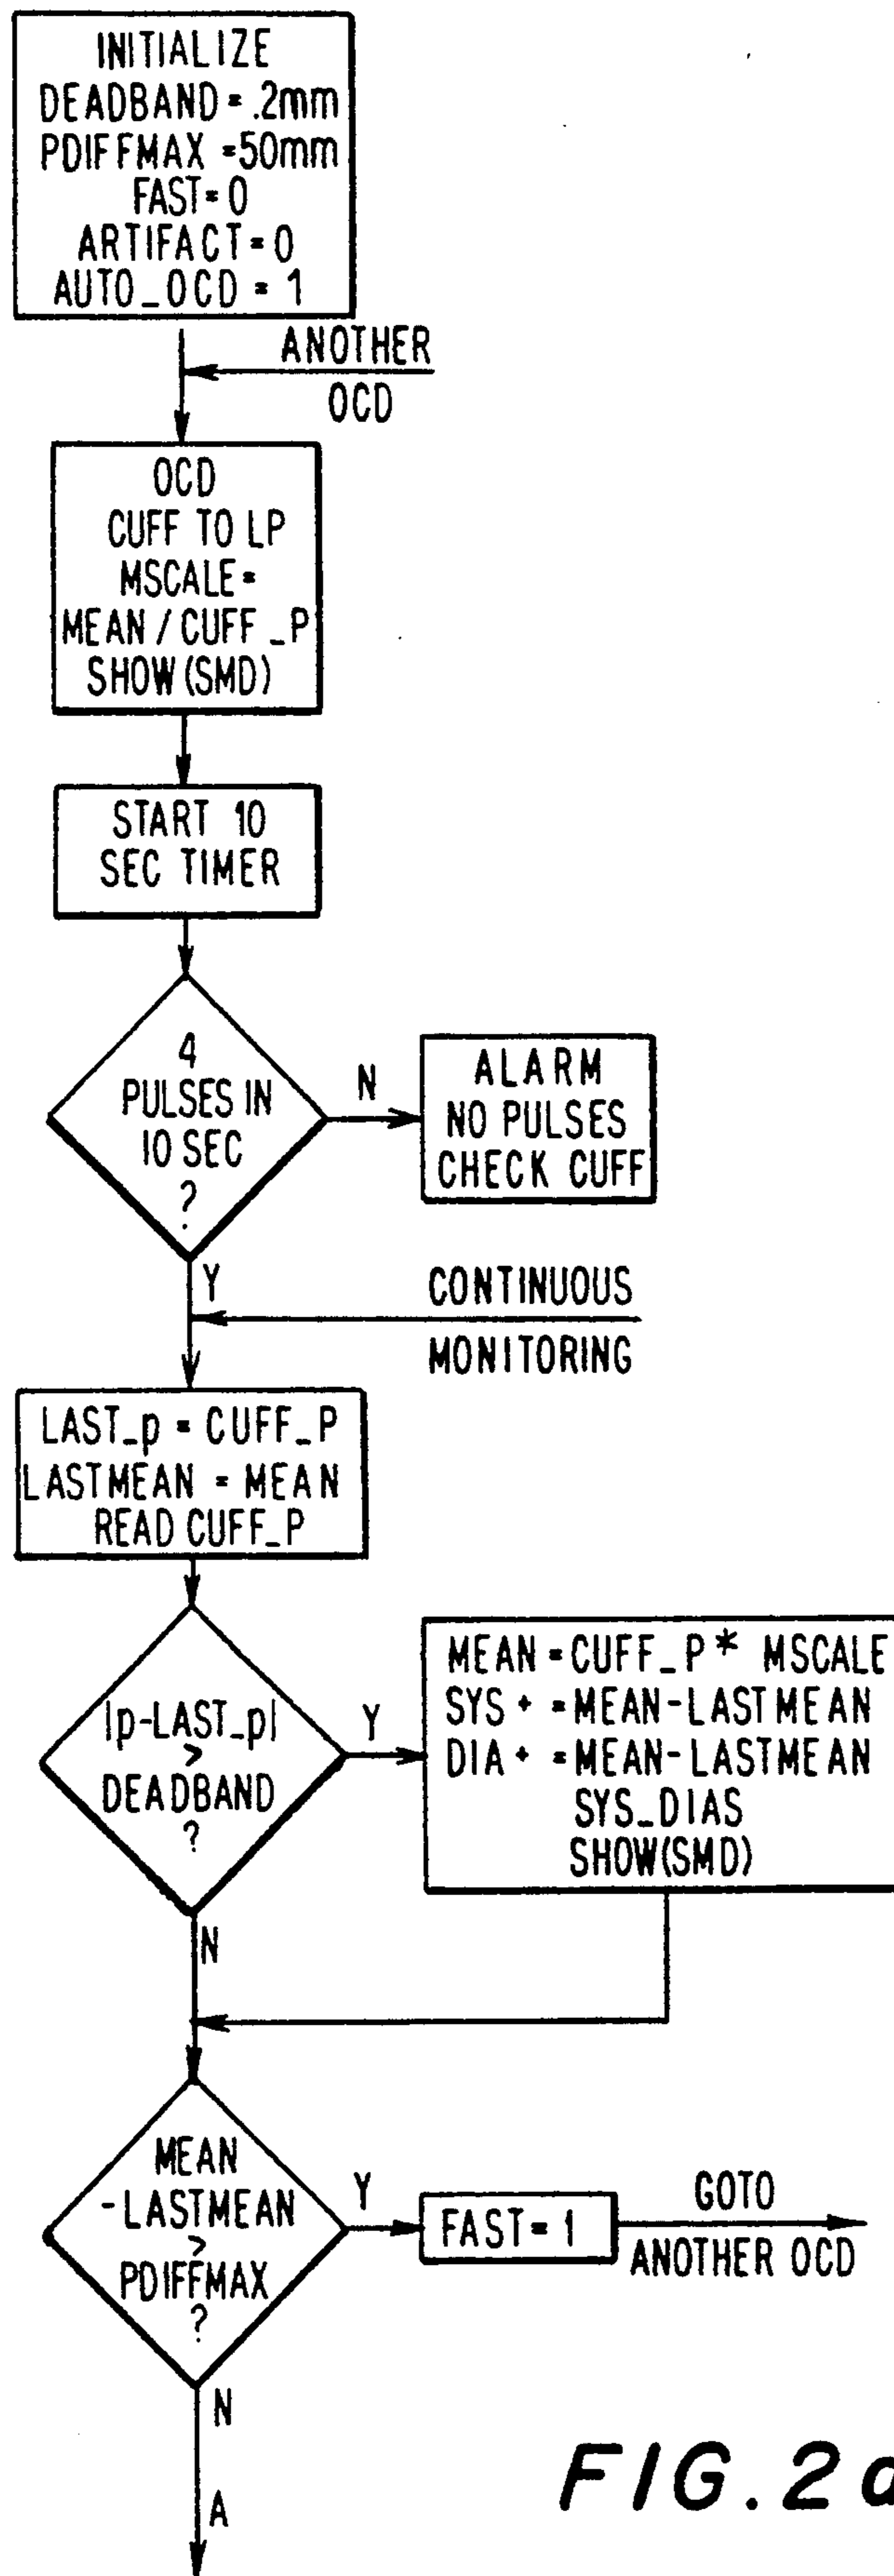 INITIALIZE
DEADBAND = .2mm
PDIFFMAX = 50mm
FAST = 0
ARTIFACT = 0
AUTO_OCD = 1
ANOTHER
OCD
OCD
CUFF TO LP
MSCALE =
MEAN / CUFF_P
SHOW (SMD)
START 10
SEC TIMER
4
PULSES IN
10 SEC
?
N
ALARM
NO PULSES
CHECK CUFF
Y
CONTINUOUS
MONITORING
LAST_p = CUFF_P
LASTMEAN = MEAN
READ CUFF_P
|p-LAST_p|
>
DEADBAND
?
Y
MEAN = CUFF_P * MSCALE
SYS + = MEAN-LASTMEAN
DIA + = MEAN-LASTMEAN
SYS_DIAS
SHOW(SMD)
N
MEAN
-LASTMEAN
>
PDIFFMAX
?
Y
FAST = 1
GOTO
ANOTHER OCD
N
A
FIG. 2a